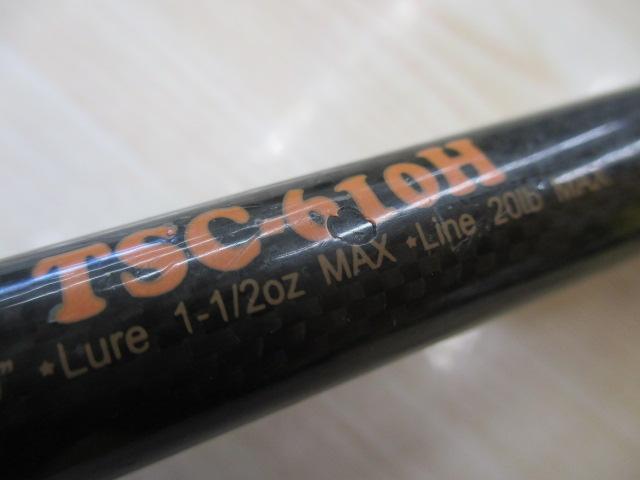 TSC-610H
" ★Lure 1-1/2oz MAX ★Line 20lb MAX